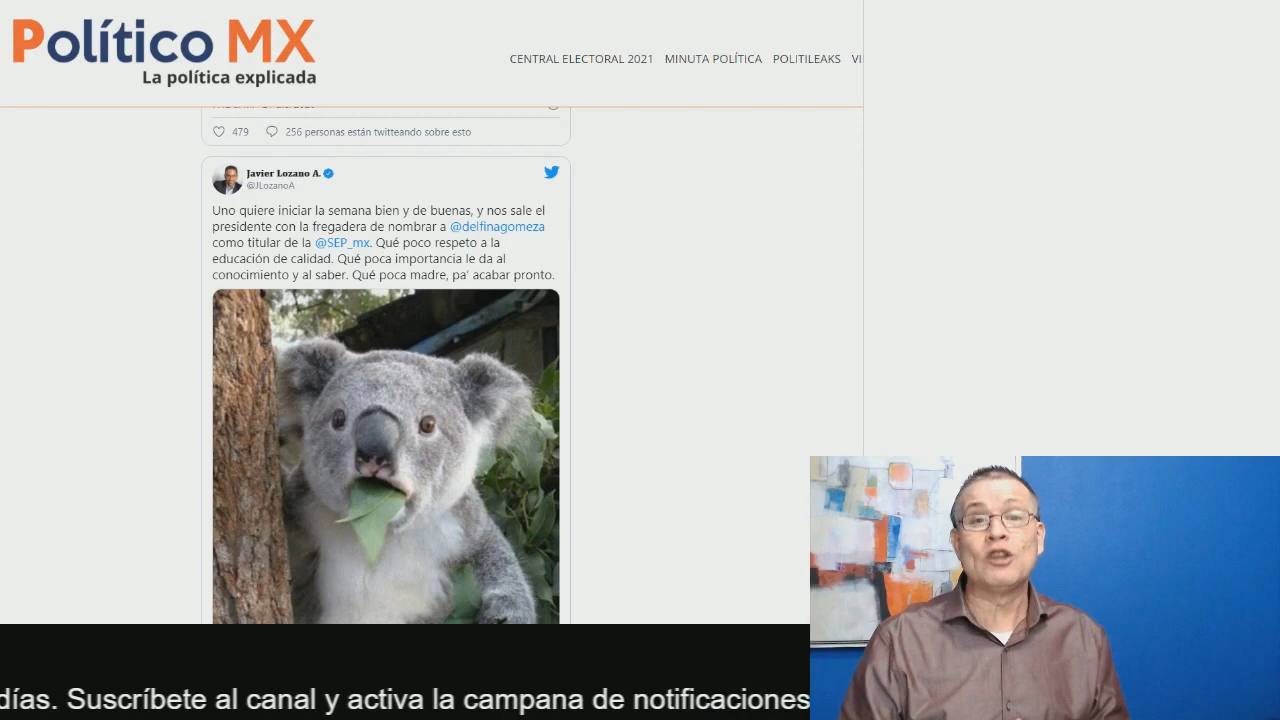 Político MX
La política explicada
CENTRAL ELECTORAL 2021 MINUTA POLÍTICA POLITILEAKS VI
479 256 personas están twitteando sobre esto
Javier Lozano A.
@JLozanoA
Uno quiere iniciar la semana bien y de buenas, y nos sale el
presidente con la fregadera de nombrar a @delfinagomeza
como titular de la @SEP_mx. Qué poco respeto a la
educación de calidad. Qué poca importancia le da al
conocimiento y al saber. Qué poca madre, pa' acabar pronto.
días. Suscríbete al canal y activa la campana de notificaciones